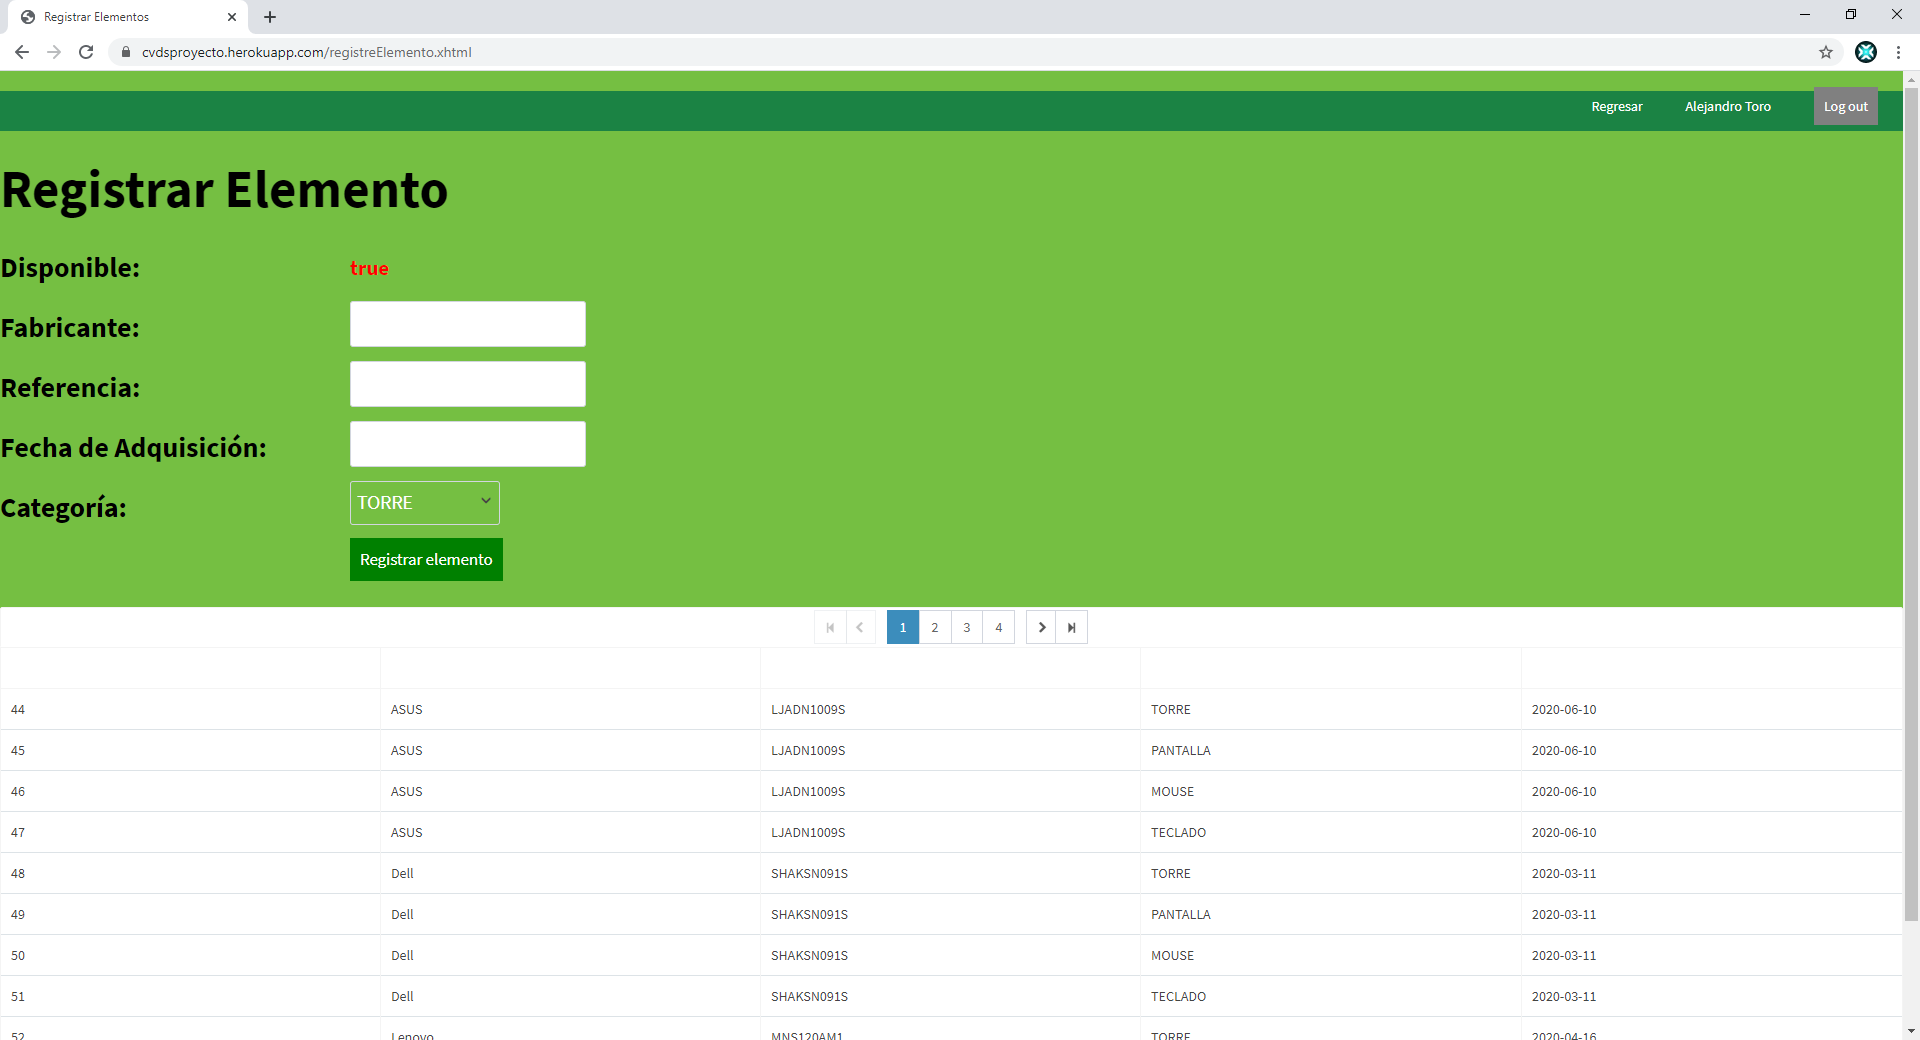 Registrar Elementos
cvdsproyecto.herokuapp.com/registreElemento.xhtml
Regresar Alejandro Toro Log out
Registrar Elemento
Disponible: true
Fabricante:
Referencia:
Fecha de Adquisición:
Categoría: TORRE
Registrar elemento
1 2 3 4
44 ASUS LJADN1009S TORRE 2020-06-10
45 ASUS LJADN1009S PANTALLA 2020-06-10
46 ASUS LJADN1009S MOUSE 2020-06-10
47 ASUS LJADN1009S TECLADO 2020-06-10
48 Dell SHAKSN091S TORRE 2020-03-11
49 Dell SHAKSN091S PANTALLA 2020-03-11
50 Dell SHAKSN091S MOUSE 2020-03-11
51 Dell SHAKSN091S TECLADO 2020-03-11
52 Lenovo MNS120AM1 TORRE 2020-04-16